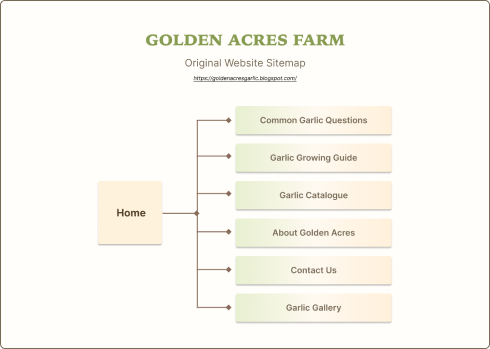 GOLDEN ACRES FARM
Original Website Sitemap
https://goldenacresgarlic.blogspot.com/
Home
Common Garlic Questions
Garlic Growing Guide
Garlic Catalogue
About Golden Acres
Contact Us
Garlic Gallery